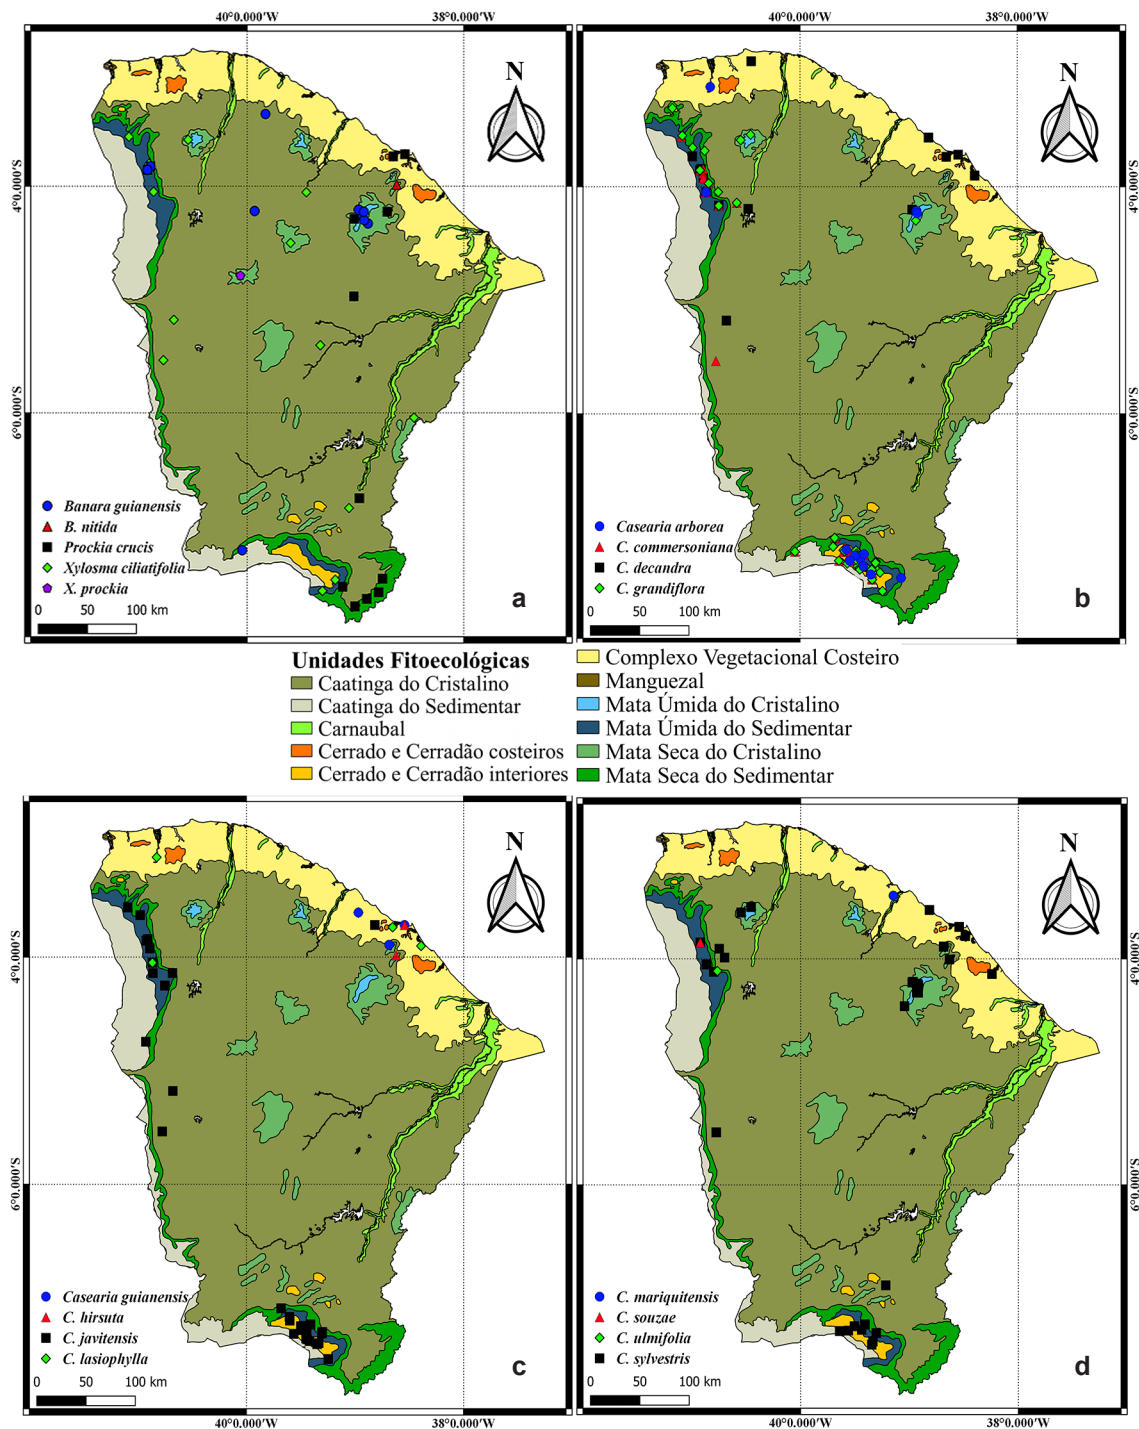 40°0.000'W 38°0.000'W 40°0.000'W 38°0.000'W
N
N
4°0.000'S
4°0.000'S
6°0.000'S
6°0.000'S
Banara guianensis
B. nitida
Prockia crucis
Xylosma ciliatifolia
X. prockia
0 50 100 km
a
Casearia arborea
C. commersoniana
C. decandra
C. grandiflora
0 50 100 km
b
Unidades Fitoecológicas
Caatinga do Cristalino
Caatinga do Sedimentar
Carnaubal
Cerrado e Cerradão costeiros
Cerrado e Cerradão interiores
Complexo Vegetacional Costeiro
Manguezal
Mata Úmida do Cristalino
Mata Úmida do Sedimentar
Mata Seca do Cristalino
Mata Seca do Sedimentar
N
N
4°0.000'S
4°0.000'S
6°0.000'S
6°0.000'S
Casearia guianensis
C. hirsuta
C. javitensis
C. lasiophylla
0 50 100 km
c
C. mariquitensis
C. souzae
C. ulmifolia
C. sylvestris
0 50 100 km
d
40°0.000'W 38°0.000'W 40°0.000'W 38°0.000'W